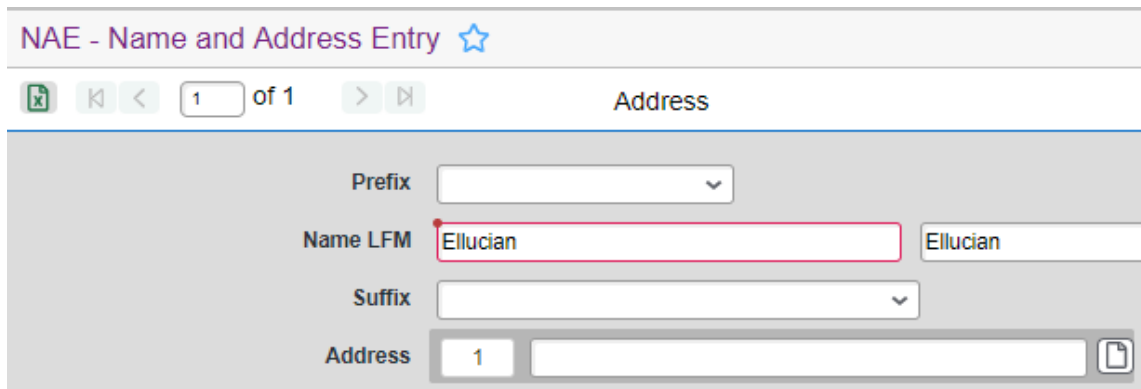 NAE - Name and Address Entry
1 of 1 Address
Prefix
Name LFM Ellucian Ellucian
Suffix
Address 1